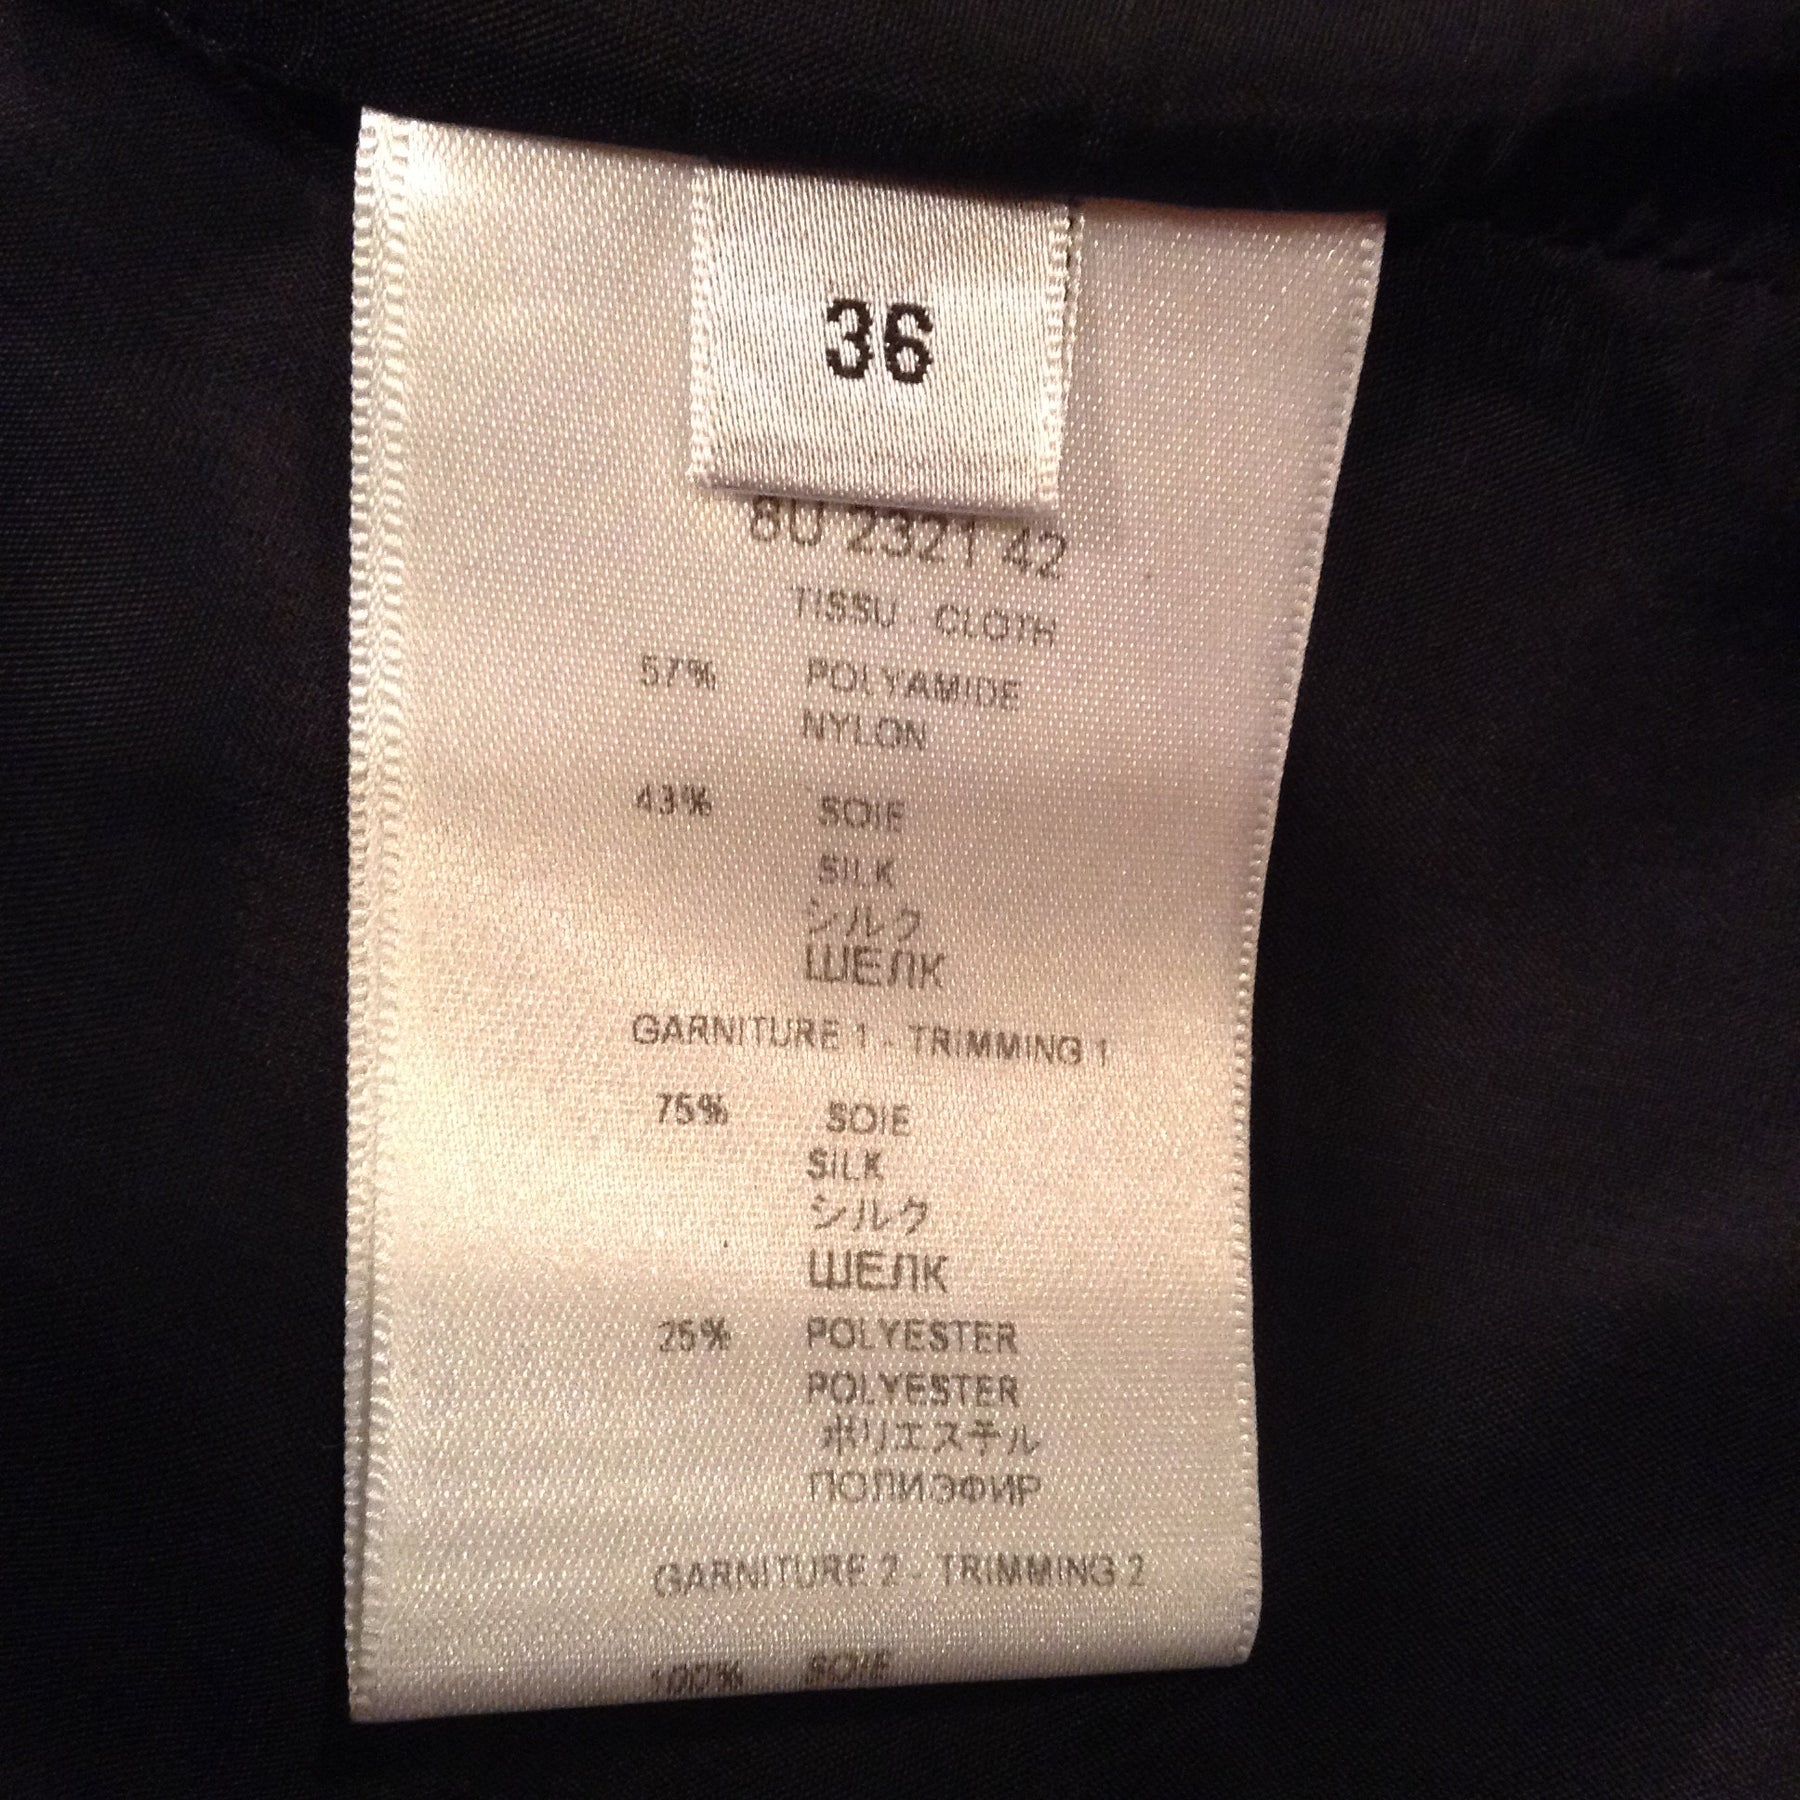 36
8U 2321 42
TISSU - CLOTH
57% POLYAMIDE
NYLON
43% SOIE
SILK
シルク
ШЕЛК
GARNITURE 1 - TRIMMING 1
75% SOIE
SILK
シルク
ШЕЛК
25% POLYESTER
POLYESTER
ポリエステル
ПОЛИЭФИР
GARNITURE 2 - TRIMMING 2
100% SOIE